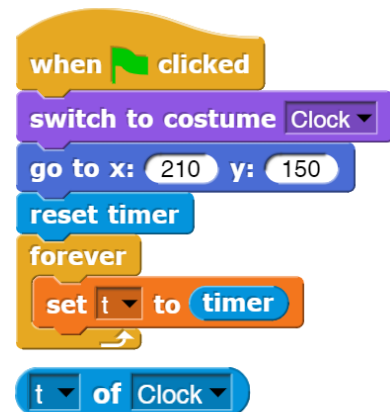 when clicked
switch to costume Clock
go to x: 210 y: 150
reset timer
forever
set t to timer
t of Clock